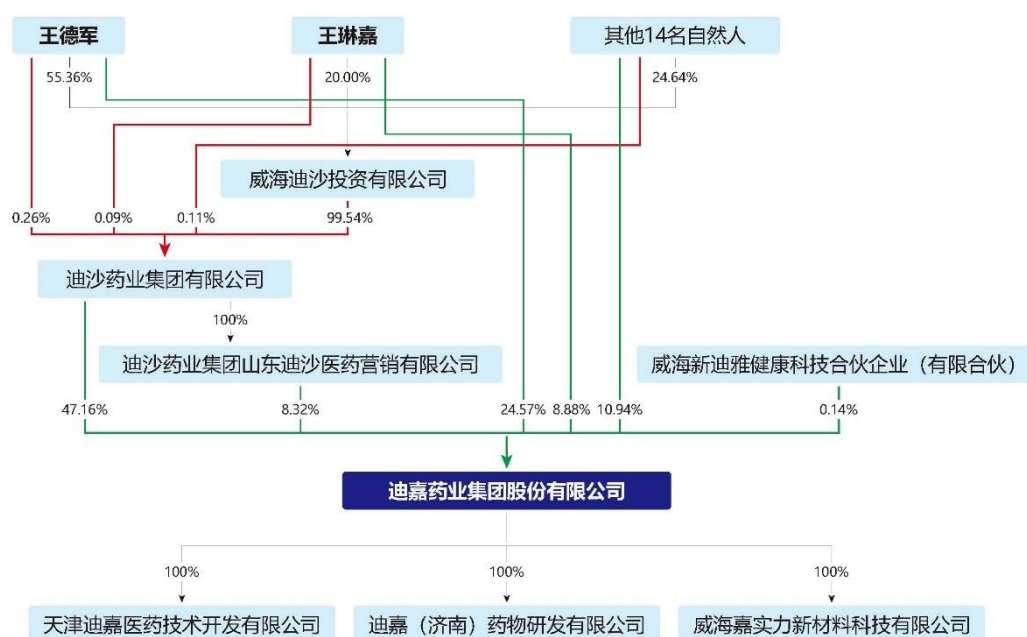 王德军
王琳嘉
其他14名自然人
55.36%
20.00%
24.64%
威海迪沙投资有限公司
0.26%
0.09%
0.11%
99.54%
迪沙药业集团有限公司
100%
迪沙药业集团山东迪沙医药营销有限公司
威海新迪雅健康科技合伙企业（有限合伙）
47.16%
8.32%
24.57%
8.88%
10.94%
0.14%
迪嘉药业集团股份有限公司
100%
100%
100%
天津迪嘉医药技术开发有限公司
迪嘉（济南）药物研发有限公司
威海嘉实力新材料科技有限公司